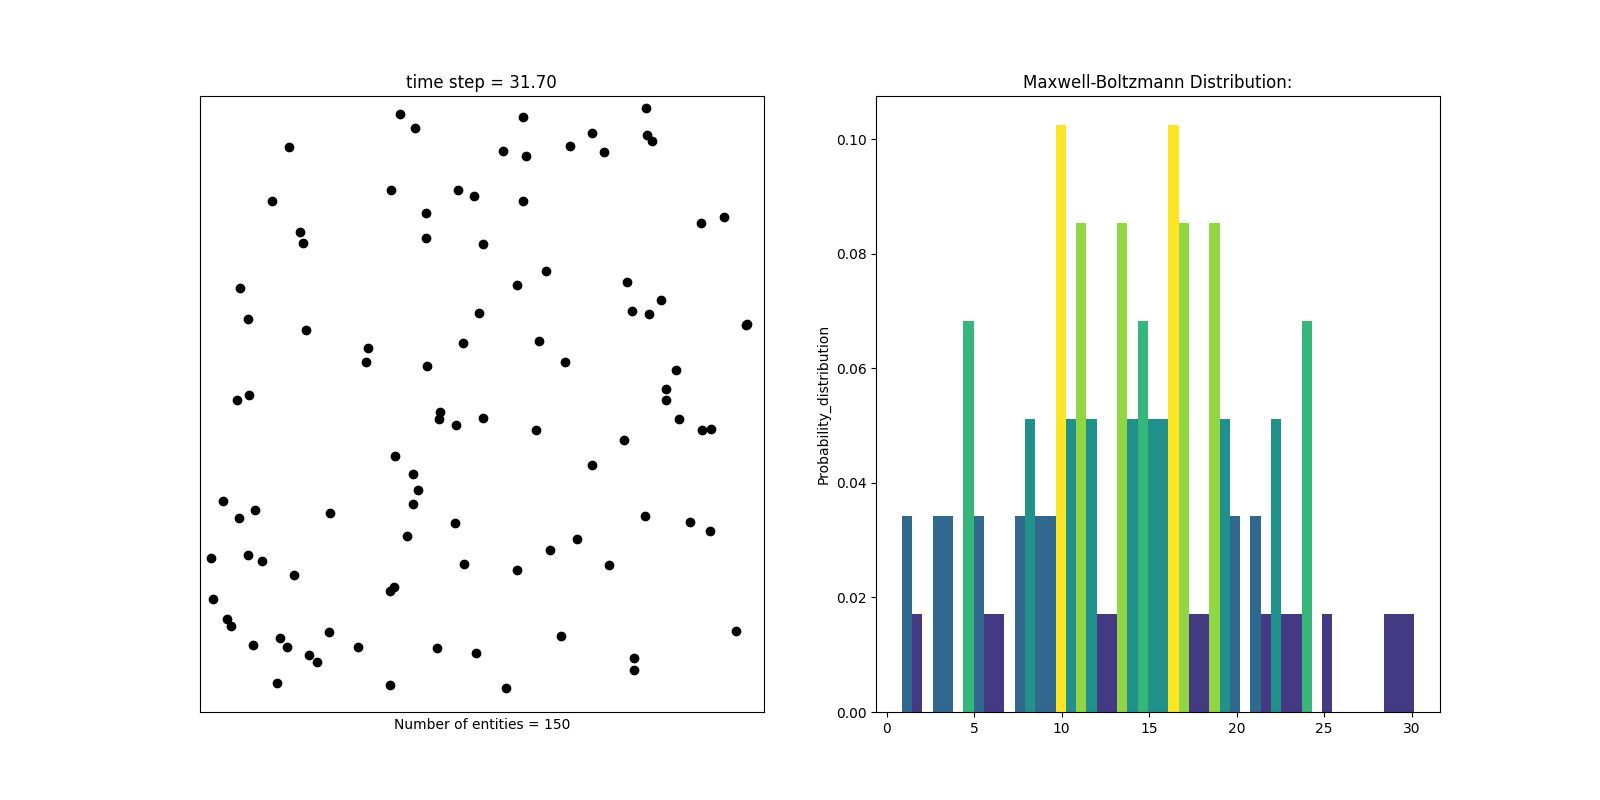 time step = 31.70
Number of entities = 150
Maxwell-Boltzmann Distribution:
Probability_distribution
0.10
0.08
0.06
0.04
0.02
0.00
0 5 10 15 20 25 30